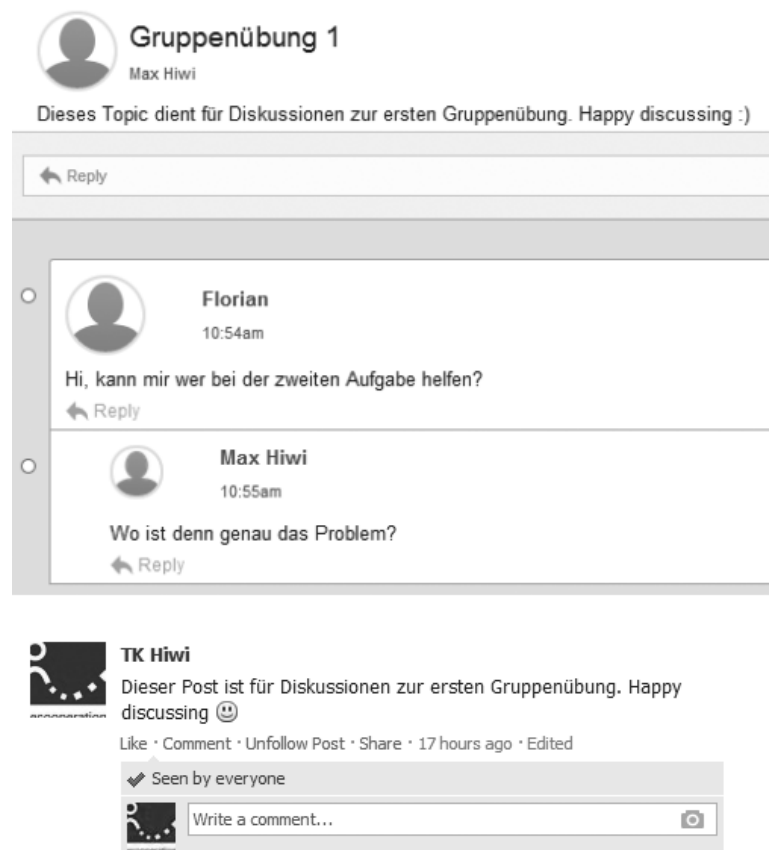 Gruppenübung 1
Max Hiwi
Dieses Topic dient für Diskussionen zur ersten Gruppenübung. Happy discussing :)
Reply
Florian
10:54am
Hi, kann mir wer bei der zweiten Aufgabe helfen?
Reply
Max Hiwi
10:55am
Wo ist denn genau das Problem?
Reply
TK Hiwi
Dieser Post ist für Diskussionen zur ersten Gruppenübung. Happy
discussing
Like · Comment · Unfollow Post · Share · 17 hours ago · Edited
Seen by everyone
Write a comment...